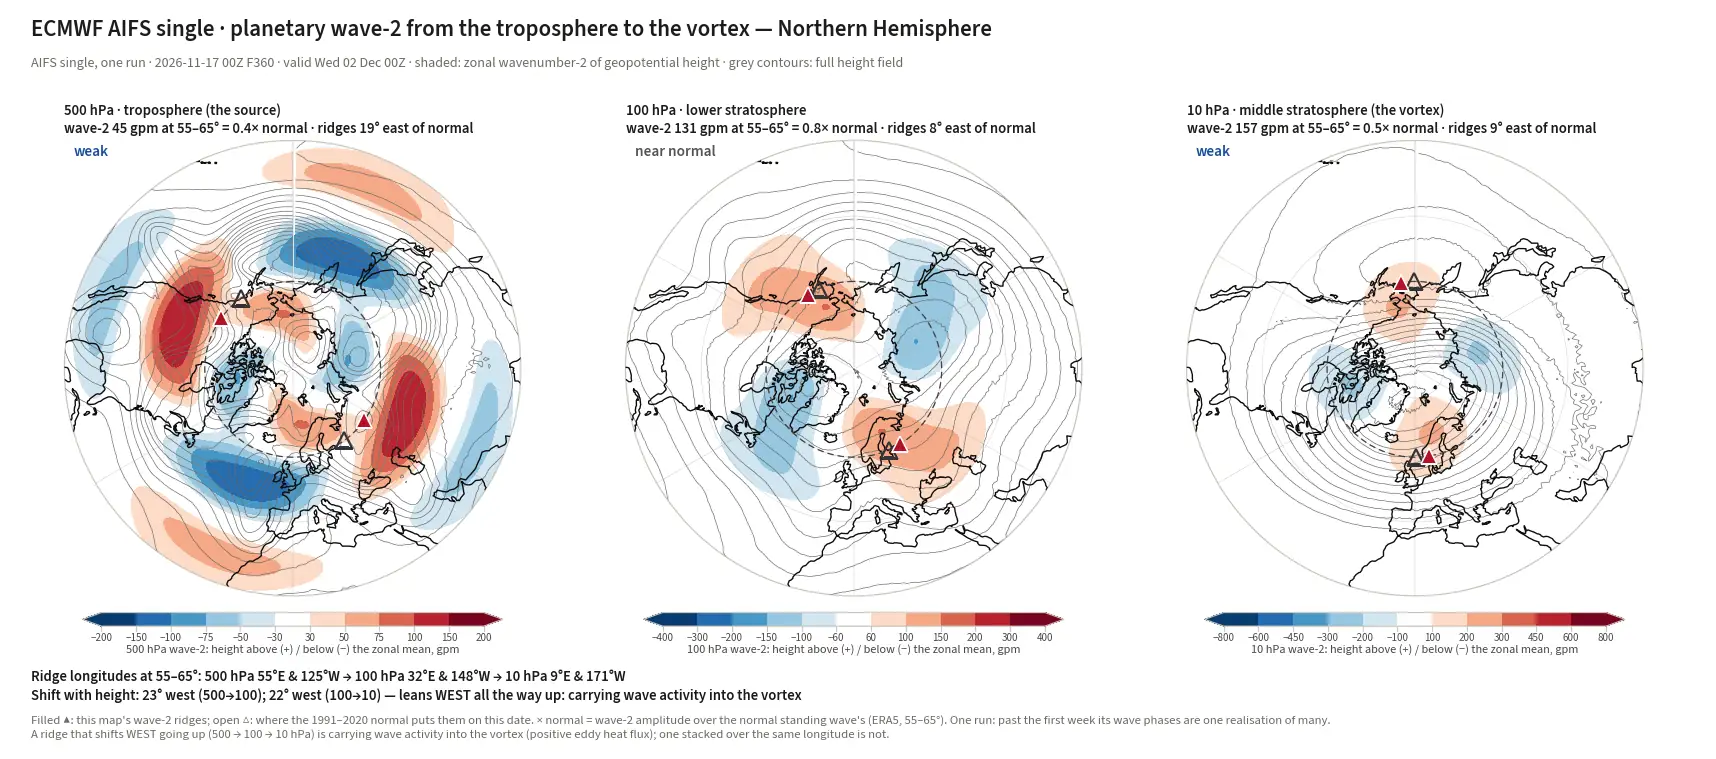 ECMWF AIFS single · planetary wave-2 from the troposphere to the vortex — Northern Hemisphere
AIFS single, one run · 2026-11-17 00Z F360 · valid Wed 02 Dec 00Z · shaded: zonal wavenumber-2 of geopotential height · grey contours: full height field
500 hPa · troposphere (the source)
wave-2 45 gpm at 55–65° = 0.4× normal · ridges 19° east of normal
weak
100 hPa · lower stratosphere
wave-2 131 gpm at 55–65° = 0.8× normal · ridges 8° east of normal
near normal
10 hPa · middle stratosphere (the vortex)
wave-2 157 gpm at 55–65° = 0.5× normal · ridges 9° east of normal
weak
−200 −150 −100 −75 −50 −30 30 50 75 100 150 200
500 hPa wave-2: height above (+) / below (−) the zonal mean, gpm
−400 −300 −200 −150 −100 −60 60 100 150 200 300 400
100 hPa wave-2: height above (+) / below (−) the zonal mean, gpm
−800 −600 −450 −300 −200 −100 100 200 300 450 600 800
10 hPa wave-2: height above (+) / below (−) the zonal mean, gpm
Ridge longitudes at 55–65°: 500 hPa 55°E & 125°W → 100 hPa 32°E & 148°W → 10 hPa 9°E & 171°W
Shift with height: 23° west (500→100); 22° west (100→10) — leans WEST all the way up: carrying wave activity into the vortex
Filled ▲: this map's wave-2 ridges; open △: where the 1991–2020 normal puts them on this date. × normal = wave-2 amplitude over the normal standing wave's (ERA5, 55–65°). One run: past the first week its wave phases are one realisation of many.
A ridge that shifts WEST going up (500 → 100 → 10 hPa) is carrying wave activity into the vortex (positive eddy heat flux); one stacked over the same longitude is not.